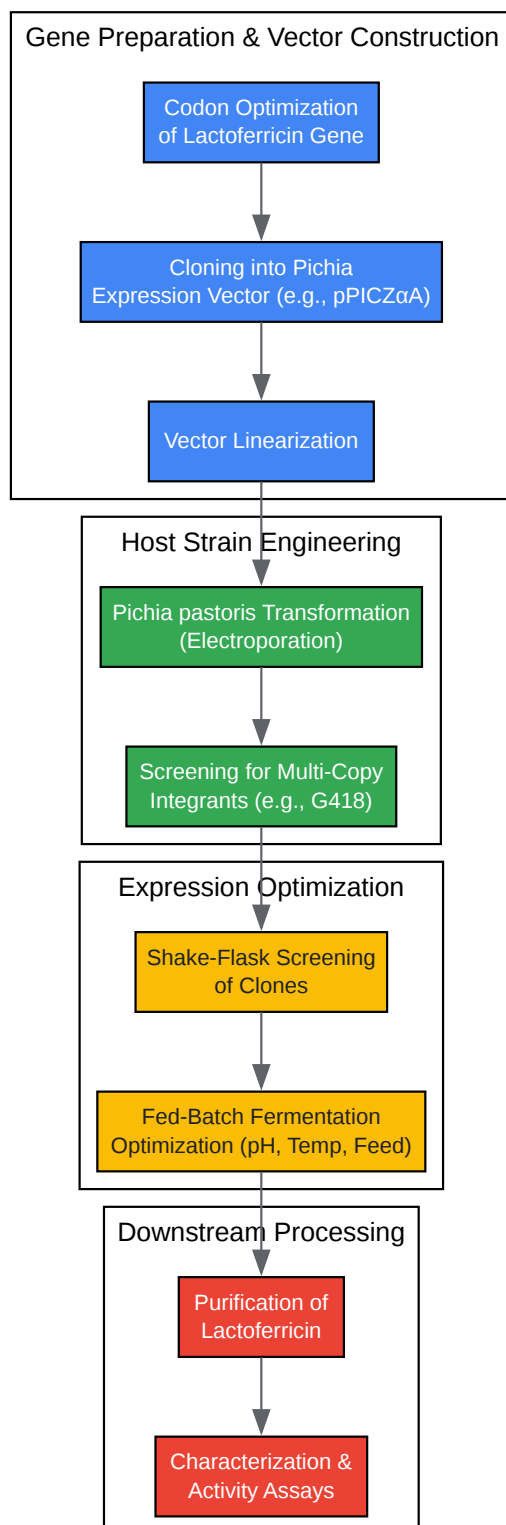 Gene Preparation & Vector Construction
Codon Optimization
of Lactoferricin Gene
Cloning into Pichia
Expression Vector (e.g., pPICZαA)
Vector Linearization
Host Strain Engineering
Pichia pastoris Transformation
(Electroporation)
Screening for Multi-Copy
Integrants (e.g., G418)
Expression Optimization
Shake-Flask Screening
of Clones
Fed-Batch Fermentation
Optimization (pH, Temp, Feed)
Downstream Processing
Purification of
Lactoferricin
Characterization &
Activity Assays